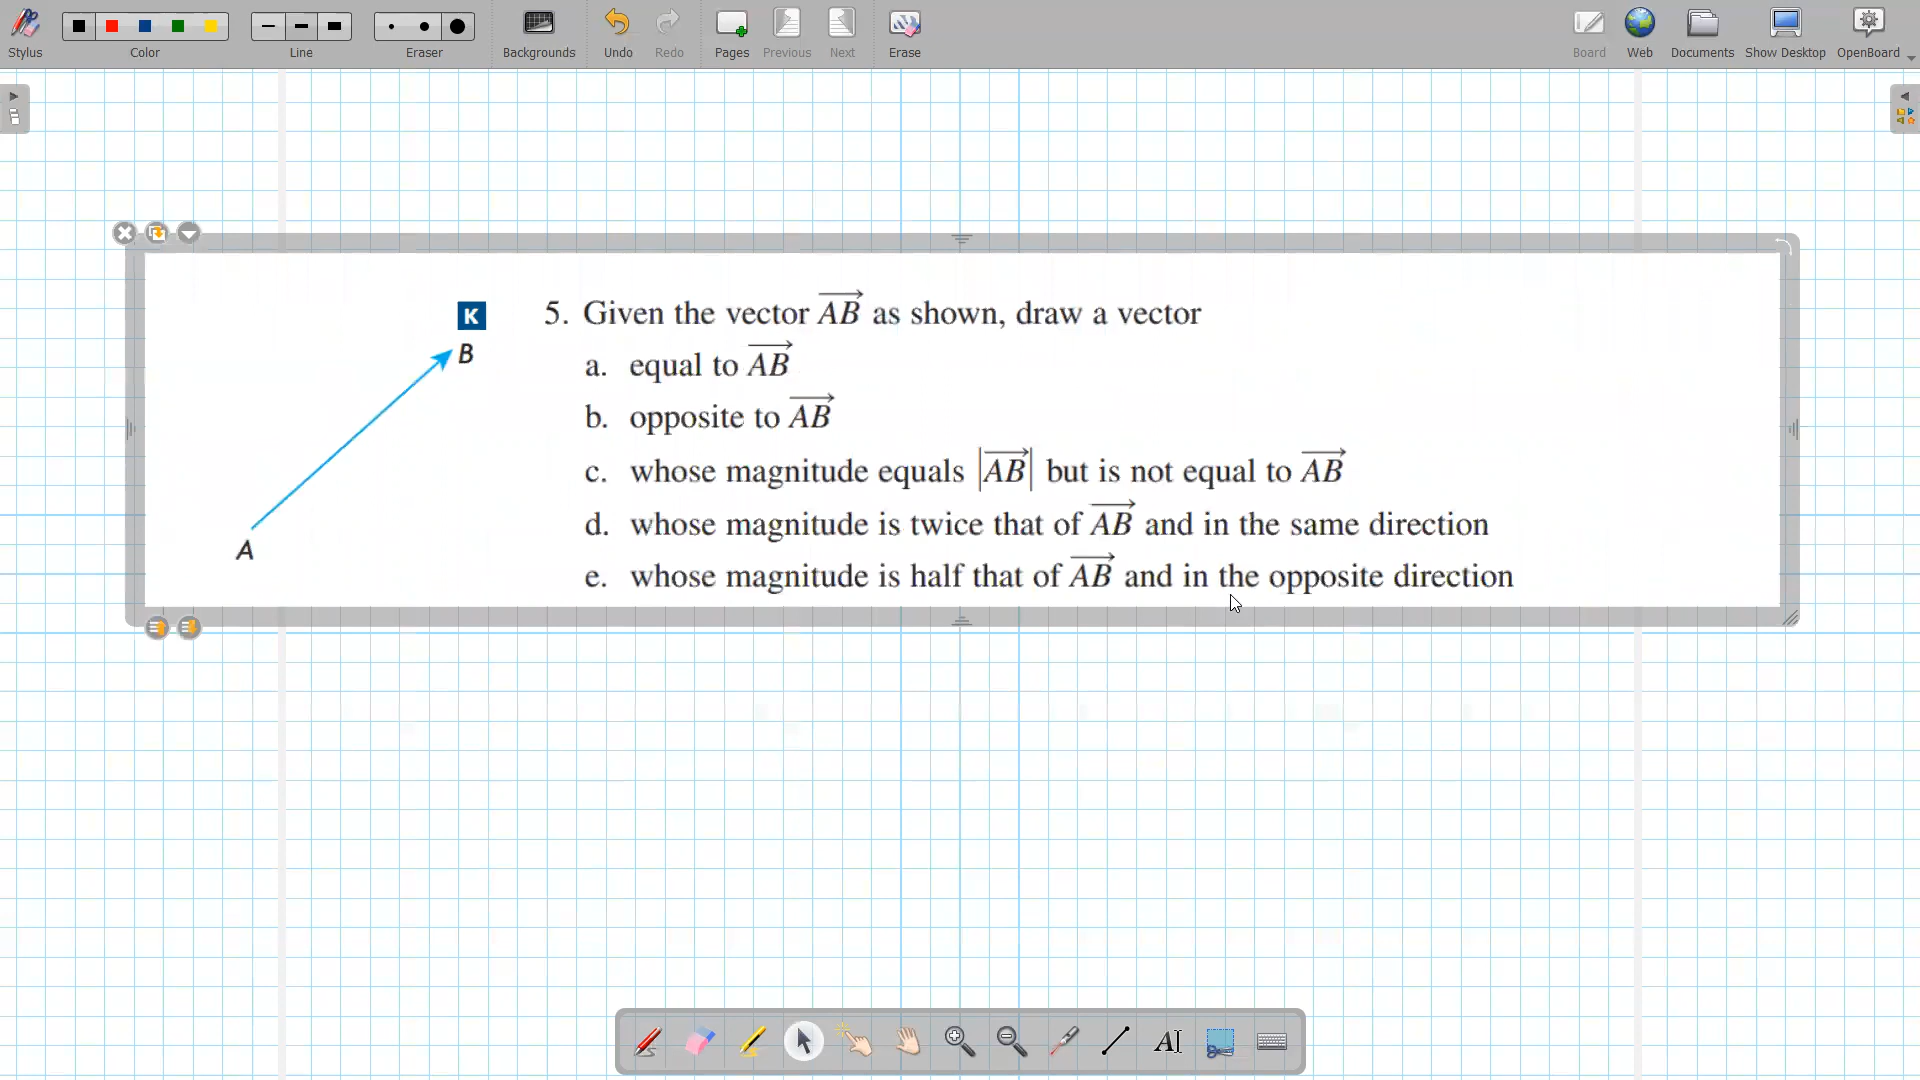 Stylus Color Line Eraser Backgrounds Undo Redo Pages Previous Next Erase Board Web Documents Show Desktop OpenBoard
K
5. Given the vector AB as shown, draw a vector
B
a. equal to AB
b. opposite to AB
c. whose magnitude equals |AB| but is not equal to AB
d. whose magnitude is twice that of AB and in the same direction
A
e. whose magnitude is half that of AB and in the opposite direction